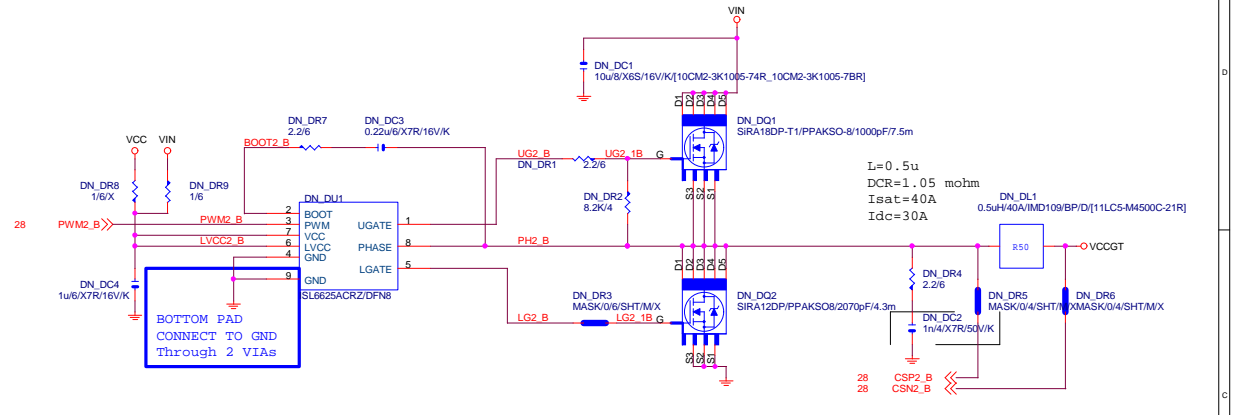 VIN
D
DN_DC1
10u/8/X6S/16V/K/[10CM2-3K1005-74R_10CM2-3K1005-7BR]
D1
D2
D3
D4
D5
DN_DQ1
SiRA18DP-T1/PPAKSO-8/1000pF/7.5m
DN_DR7
2.2/6
DN_DC3
0.22u/6/X7R/16V/K
VCC
VIN
BOOT2_B
UG2_B
DN_DR1
2.2/6
UG2_1B
G
S3
S2
S1
L=0.5u
DCR=1.05 mohm
Isat=40A
Idc=30A
DN_DR8
1/6/X
DN_DR9
1/6
DN_DU1
DN_DR2
8.2K/4
DN_DL1
0.5uH/40A/IMD109/BP/D/[11LC5-M4500C-21R]
28
PWM2_B
PWM2_B
LVCC2_B
2
3
7
6
4
9
BOOT
PWM
VCC
LVCC
GND
GND
UGATE
PHASE
LGATE
1
8
5
SL6625ACRZ/DFN8
PH2_B
R50
VCCGT
D1
D2
D3
D4
D5
DN_DC4
1u/6/X7R/16V/K
DN_DR3
MASK/0/6/SHT/M/X
LG2_B
LG2_1B
G
DN_DQ2
SIRA12DP/PPAKSO8/2070pF/4.3m
S3
S2
S1
DN_DR4
2.2/6
DN_DR5
MASK/0/4/SHT/M/X
DN_DR6
MASK/0/4/SHT/M/X
DN_DC2
1n/4/X7R/50V/K
BOTTOM PAD
CONNECT TO GND
Through 2 VIAs
28
CSP2_B
28
CSN2_B
C